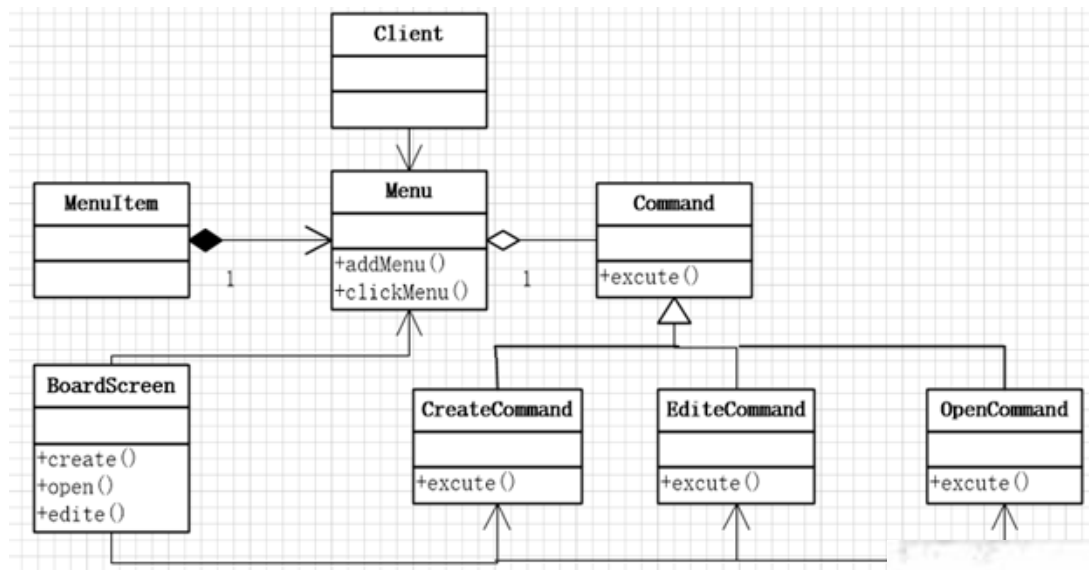 Client
Menu
+addMenu()
+clickMenu()
MenuItem
1
Command
+excute()
1
BoardScreen
+create()
+open()
+edite()
CreateCommand
+excute()
EditeCommand
+excute()
OpenCommand
+excute()